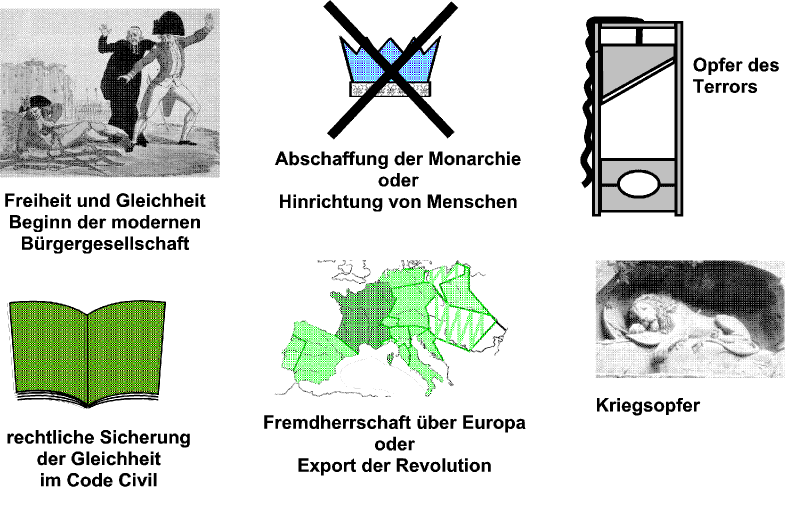 Freiheit und Gleichheit
Beginn der modernen
Bürgergesellschaft
Abschaffung der Monarchie
oder
Hinrichtung von Menschen
Opfer des
Terrors
rechtliche Sicherung
der Gleichheit
im Code Civil
Fremdherrschaft über Europa
oder
Export der Revolution
Kriegsopfer